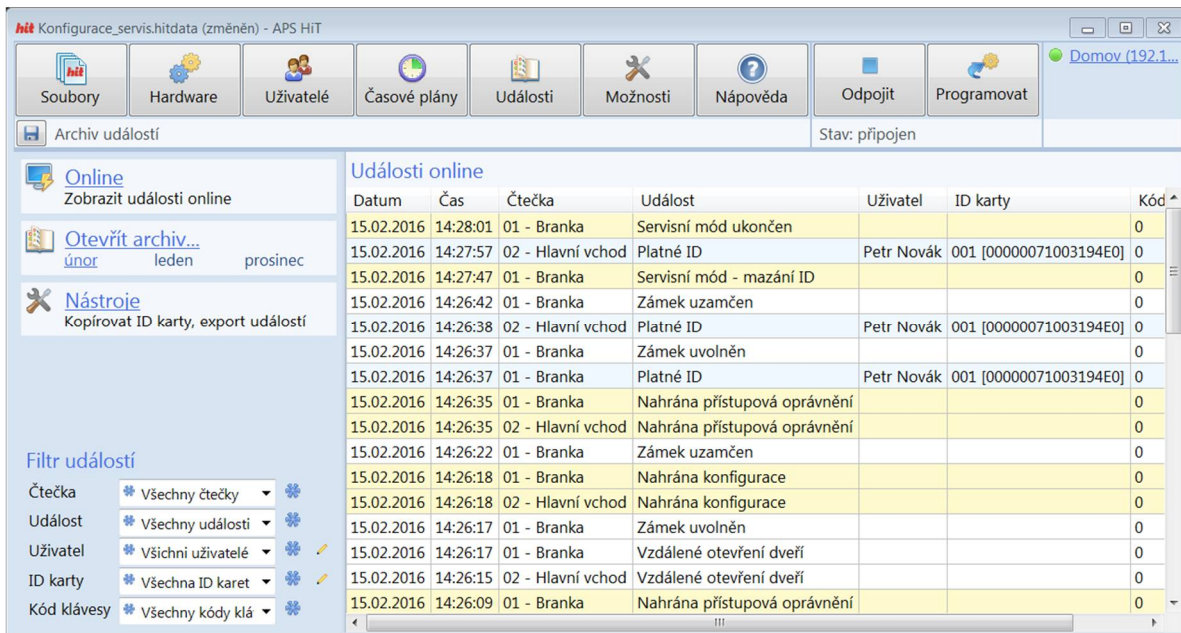 hit Konfigurace_servis.hitdata (změněn) - APS HiT
hit
Soubory Hardware Uživatelé Časové plány Události Možnosti Nápověda Odpojit Programovat Domov (192.1...
Archiv událostí Stav: připojen
Online
Zobrazit události online
Otevřít archiv...
únor leden prosinec
Nástroje
Kopírovat ID karty, export událostí
Filtr událostí
Čtečka Všechny čtečky
Událost Všechny události
Uživatel Všichni uživatelé
ID karty Všechna ID karet
Kód klávesy Všechny kódy klá
Události online
Datum Čas Čtečka Událost Uživatel ID karty Kód
15.02.2016 14:28:01 01 - Branka Servisní mód ukončen 0
15.02.2016 14:27:57 02 - Hlavní vchod Platné ID Petr Novák 001 [00000071003194E0] 0
15.02.2016 14:27:47 01 - Branka Servisní mód - mazání ID 0
15.02.2016 14:26:42 01 - Branka Zámek uzamčen 0
15.02.2016 14:26:38 02 - Hlavní vchod Platné ID Petr Novák 001 [00000071003194E0] 0
15.02.2016 14:26:37 01 - Branka Zámek uvolněn 0
15.02.2016 14:26:37 01 - Branka Platné ID Petr Novák 001 [00000071003194E0] 0
15.02.2016 14:26:35 01 - Branka Nahrána přístupová oprávnění 0
15.02.2016 14:26:35 02 - Hlavní vchod Nahrána přístupová oprávnění 0
15.02.2016 14:26:22 01 - Branka Zámek uzamčen 0
15.02.2016 14:26:18 01 - Branka Nahrána konfigurace 0
15.02.2016 14:26:18 02 - Hlavní vchod Nahrána konfigurace 0
15.02.2016 14:26:17 01 - Branka Zámek uvolněn 0
15.02.2016 14:26:17 01 - Branka Vzdálené otevření dveří 0
15.02.2016 14:26:15 02 - Hlavní vchod Vzdálené otevření dveří 0
15.02.2016 14:26:09 01 - Branka Nahrána přístupová oprávnění 0